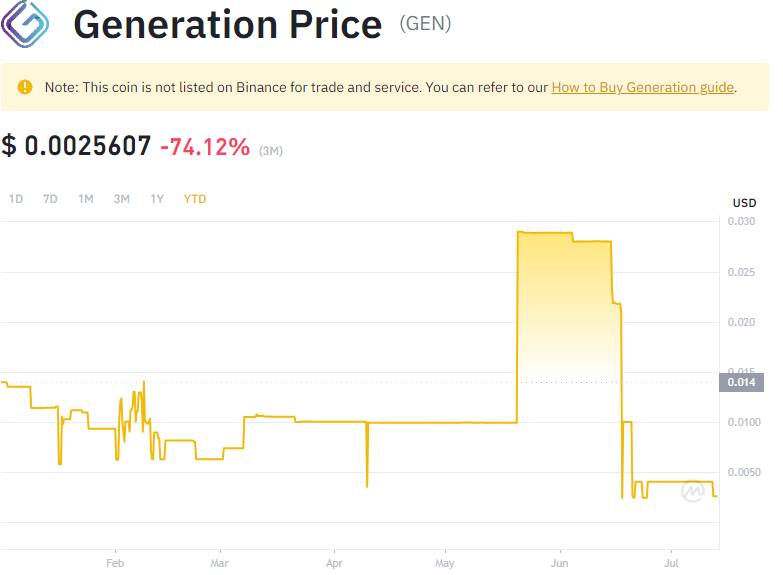 Generation Price (GEN)
Note: This coin is not listed on Binance for trade and service. You can refer to our How to Buy Generation guide.
$ 0.0025607 -74.12% (3M)
1D 7D 1M 3M 1Y YTD
USD
0.030
0.025
0.020
0.015
0.014
0.0100
0.0050
Feb Mar Apr May Jun Jul